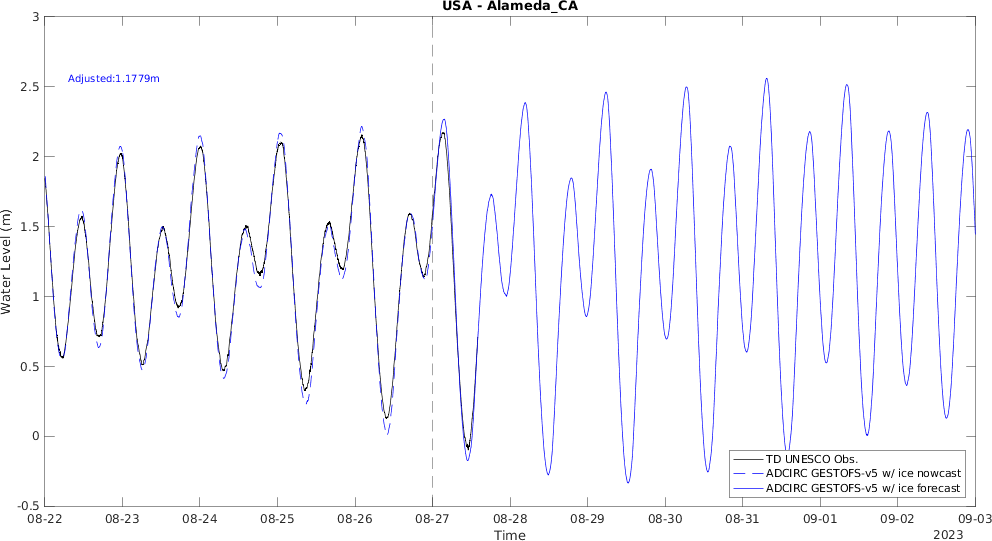 USA - Alameda_CA
3
2.5
2
1.5
1
0.5
0
-0.5
Water Level (m)
Adjusted:1.1779m
TD UNESCO Obs.
ADCIRC GESTOFS-v5 w/ ice nowcast
ADCIRC GESTOFS-v5 w/ ice forecast
08-22 08-23 08-24 08-25 08-26 08-27 08-28 08-29 08-30 08-31 09-01 09-02 09-03
Time
2023